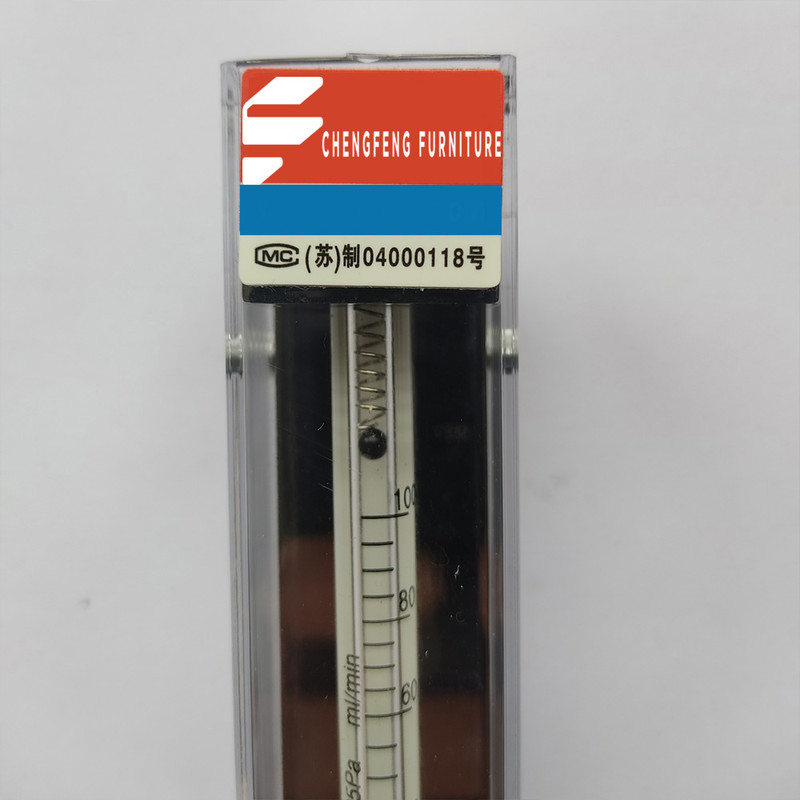 CHENGFENG FURNITURE
MC (苏)制04000118号
100
80
60
ml/min
5Pa